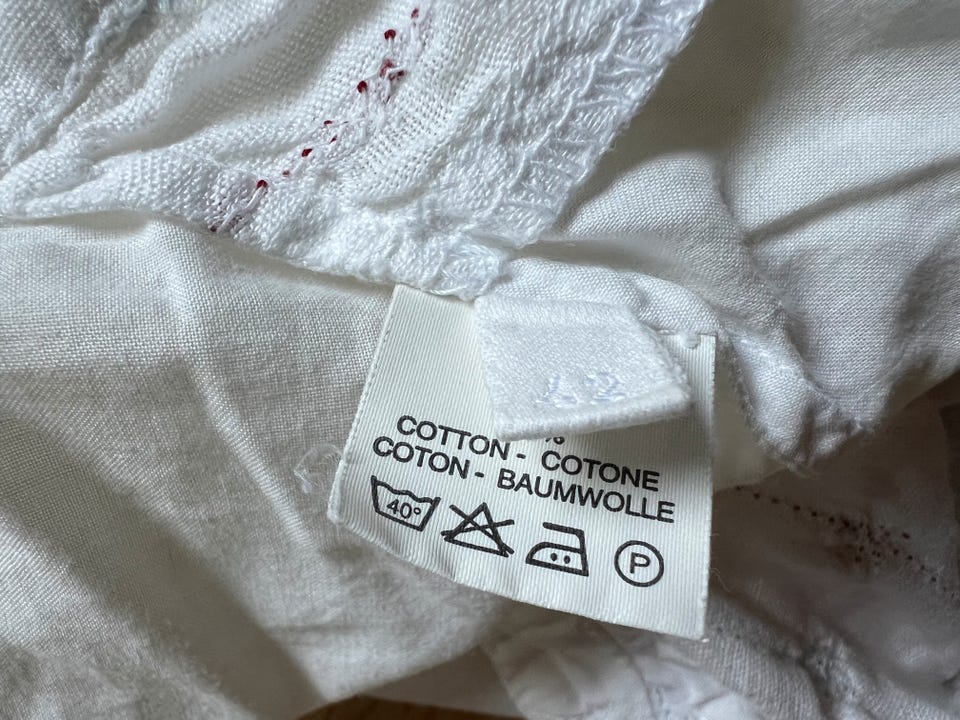 %
COTTON - COTONE
COTON - BAUMWOLLE
40°
P